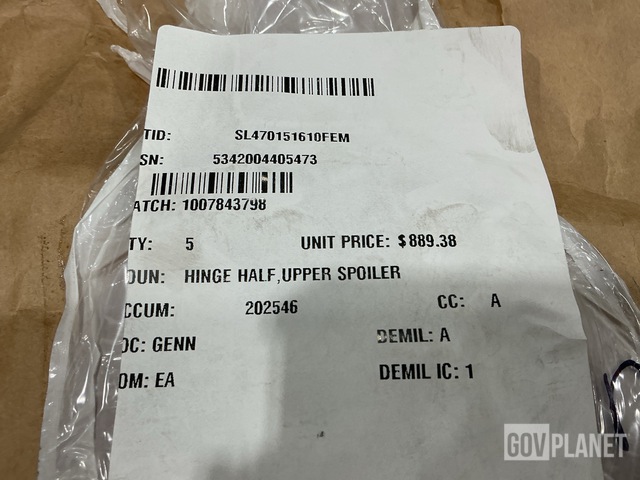 TID: SL470151610FEM
SN: 5342004405473
ATCH: 1007843798
TY: 5 UNIT PRICE: $889.38
OUN: HINGE HALF,UPPER SPOILER
CCUM: 202546 CC: A
OC: GENN DEMIL: A
OM: EA DEMIL IC: 1
GOVPLANET